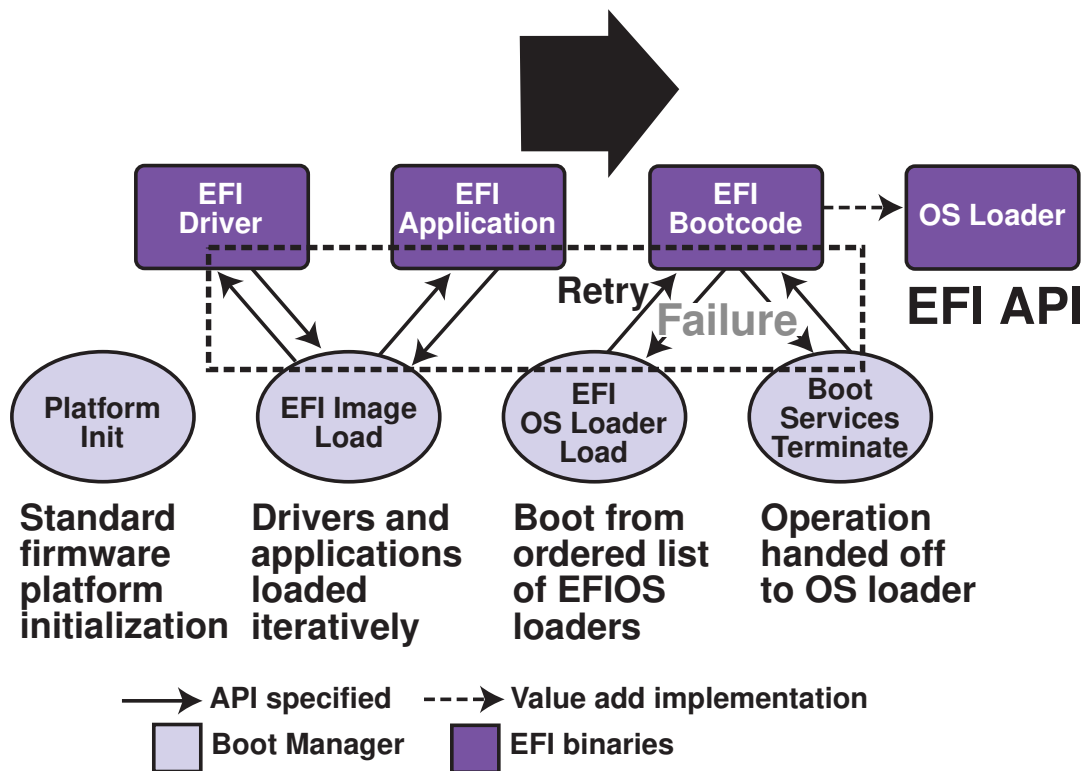 EFI
Driver
EFI
Application
EFI
Bootcode
OS Loader
Retry
Failure
EFI API
Platform
Init
EFI Image
Load
EFI
OS Loader
Load
Boot
Services
Terminate
Standard
firmware
platform
initialization
Drivers and
applications
loaded
iteratively
Boot from
ordered list
of EFIOS
loaders
Operation
handed off
to OS loader
API specified
Value add implementation
Boot Manager
EFI binaries